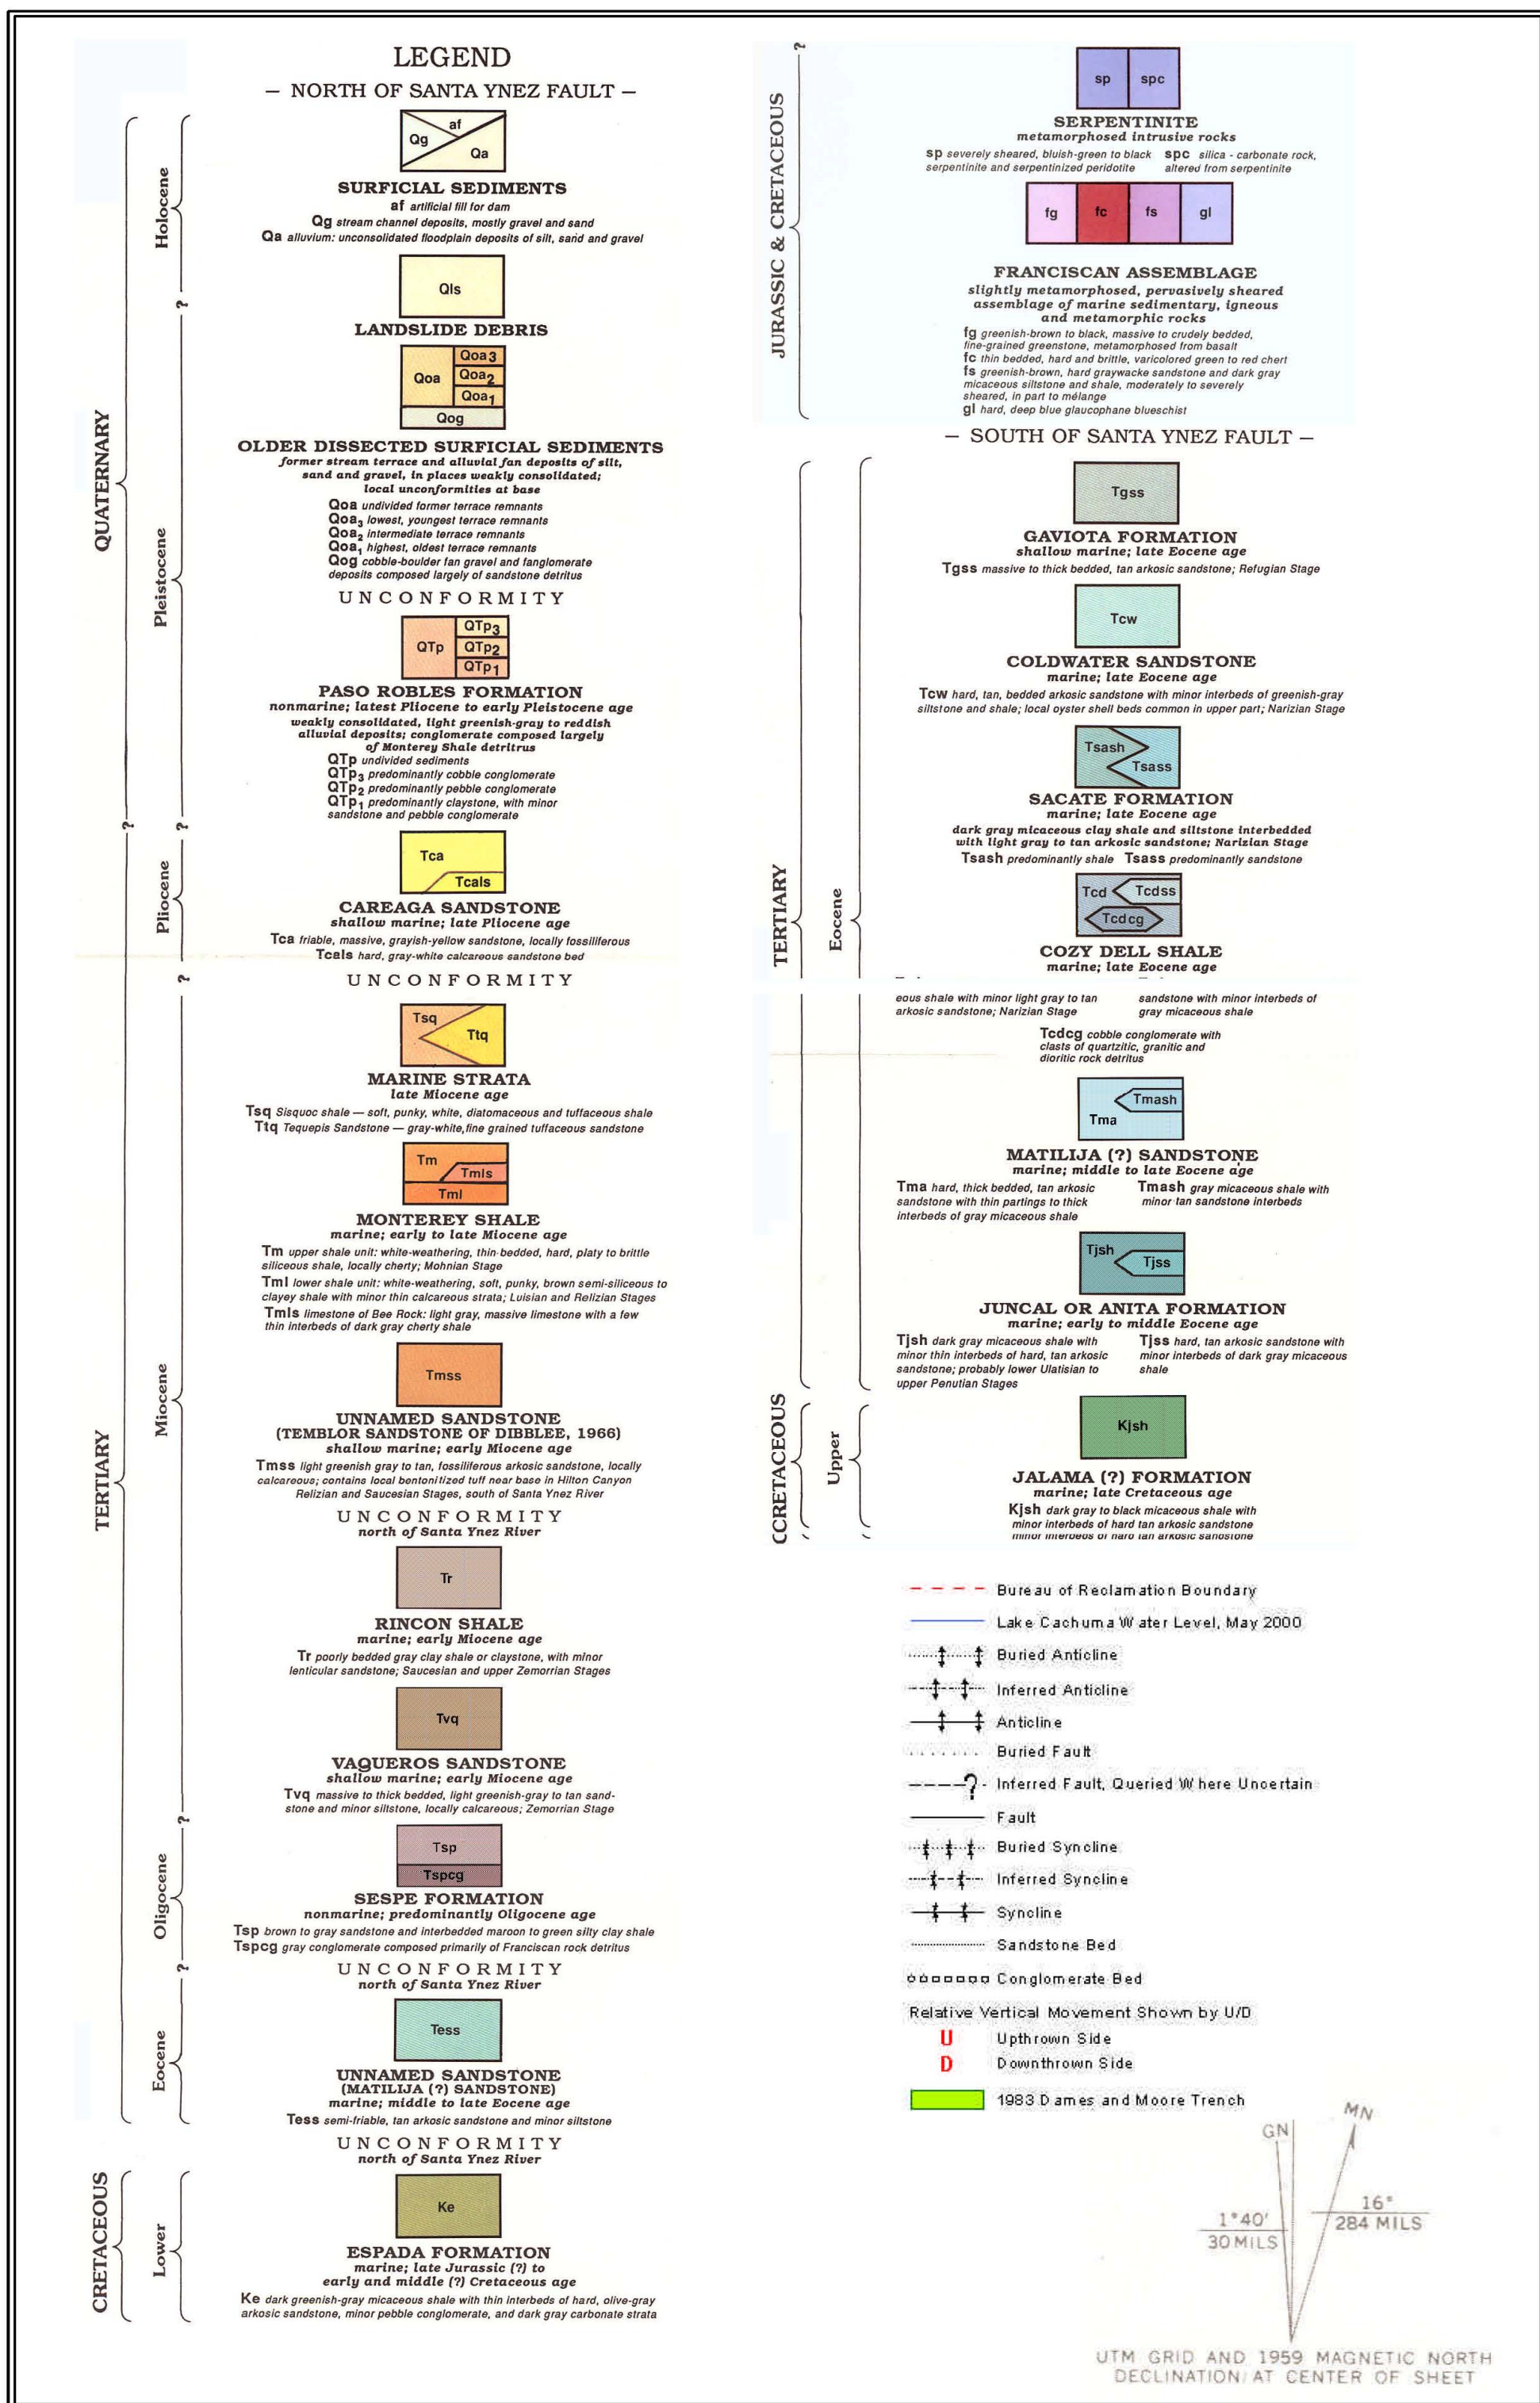 LEGEND
— NORTH OF SANTA YNEZ FAULT —
QUATERNARY
Holocene
Qg
af
Qa
SURFICIAL SEDIMENTS
af artificial fill for dam
Qg stream channel deposits, mostly gravel and sand
Qa alluvium: unconsolidated floodplain deposits of silt, sand and gravel
?
Pleistocene
Qls
LANDSLIDE DEBRIS
Qoa
Qoa3
Qoa2
Qoa1
Qog
OLDER DISSECTED SURFICIAL SEDIMENTS
former stream terrace and alluvial fan deposits of silt,
sand and gravel, in places weakly consolidated;
local unconformities at base
Qoa undivided former terrace remnants
Qoa3 lowest, youngest terrace remnants
Qoa2 intermediate terrace remnants
Qoa1 highest, oldest terrace remnants
Qog cobble-boulder fan gravel and fanglomerate
deposits composed largely of sandstone detritus
UNCONFORMITY
QTp
QTp3
QTp2
QTp1
PASO ROBLES FORMATION
nonmarine; latest Pliocene to early Pleistocene age
weakly consolidated, light greenish-gray to reddish
alluvial deposits; conglomerate composed largely
of Monterey Shale detritrus
QTp undivided sediments
QTp3 predominantly cobble conglomerate
QTp2 predominantly pebble conglomerate
QTp1 predominantly claystone, with minor
sandstone and pebble conglomerate
? ?
TERTIARY
Pliocene
Tca
Tcals
CAREAGA SANDSTONE
shallow marine; late Pliocene age
Tca friable, massive, grayish-yellow sandstone, locally fossiliferous
Tcals hard, gray-white calcareous sandstone bed
?
UNCONFORMITY
Miocene
Tsq
Ttq
MARINE STRATA
late Miocene age
Tsq Sisquoc shale — soft, punky, white, diatomaceous and tuffaceous shale
Ttq Tequepis Sandstone — gray-white, fine grained tuffaceous sandstone
Tm
Tmls
Tml
MONTEREY SHALE
marine; early to late Miocene age
Tm upper shale unit: white-weathering, thin-bedded, hard, platy to brittle
siliceous shale, locally cherty; Mohnian Stage
Tml lower shale unit: white-weathering, soft, punky, brown semi-siliceous to
clayey shale with minor thin calcareous strata; Luisian and Relizian Stages
Tmls limestone of Bee Rock: light gray, massive limestone with a few
thin interbeds of dark gray cherty shale
Tmss
UNNAMED SANDSTONE
(TEMBLOR SANDSTONE OF DIBBLEE, 1966)
shallow marine; early Miocene age
Tmss light greenish gray to tan, fossiliferous arkosic sandstone, locally
calcareous; contains local bentonitized tuff near base in Hilton Canyon
Relizian and Saucesian Stages, south of Santa Ynez River
UNCONFORMITY
north of Santa Ynez River
Tr
RINCON SHALE
marine; early Miocene age
Tr poorly bedded gray clay shale or claystone, with minor
lenticular sandstone; Saucesian and upper Zemorrian Stages
Tvq
VAQUEROS SANDSTONE
shallow marine; early Miocene age
Tvq massive to thick bedded, light greenish-gray to tan sand-
stone and minor siltstone, locally calcareous; Zemorrian Stage
?
Oligocene
Tsp
Tspcg
SESPE FORMATION
nonmarine; predominantly Oligocene age
Tsp brown to gray sandstone and interbedded maroon to green silty clay shale
Tspcg gray conglomerate composed primarily of Franciscan rock detritus
?
UNCONFORMITY
north of Santa Ynez River
Eocene
Tess
UNNAMED SANDSTONE
(MATILIJA (?) SANDSTONE)
marine; middle to late Eocene age
Tess semi-friable, tan arkosic sandstone and minor siltstone
UNCONFORMITY
north of Santa Ynez River
CRETACEOUS
Lower
Ke
ESPADA FORMATION
marine; late Jurassic (?) to
early and middle (?) Cretaceous age
Ke dark greenish-gray micaceous shale with thin interbeds of hard, olive-gray
arkosic sandstone, minor pebble conglomerate, and dark gray carbonate strata
?
JURASSIC & CRETACEOUS
sp
spc
SERPENTINITE
metamorphosed intrusive rocks
sp severely sheared, bluish-green to black
serpentinite and serpentinized peridotite
spc silica - carbonate rock,
altered from serpentinite
fg
fc
fs
gl
FRANCISCAN ASSEMBLAGE
slightly metamorphosed, pervasively sheared
assemblage of marine sedimentary, igneous
and metamorphic rocks
fg greenish-brown to black, massive to crudely bedded,
fine-grained greenstone, metamorphosed from basalt
fc thin bedded, hard and brittle, varicolored green to red chert
fs greenish-brown, hard graywacke sandstone and dark gray
micaceous siltstone and shale, moderately to severely
sheared, in part to mélange
gl hard, deep blue glaucophane blueschist
— SOUTH OF SANTA YNEZ FAULT —
TERTIARY
Eocene
Tgss
GAVIOTA FORMATION
shallow marine; late Eocene age
Tgss massive to thick bedded, tan arkosic sandstone; Refugian Stage
Tcw
COLDWATER SANDSTONE
marine; late Eocene age
Tcw hard, tan, bedded arkosic sandstone with minor interbeds of greenish-gray
siltstone and shale; local oyster shell beds common in upper part; Narizian Stage
Tsash
Tsass
SACATE FORMATION
marine; late Eocene age
dark gray micaceous clay shale and siltstone interbedded
with light gray to tan arkosic sandstone; Narizian Stage
Tsash predominantly shale Tsass predominantly sandstone
Tcd
Tcdss
Tcdcg
COZY DELL SHALE
marine; late Eocene age
eous shale with minor light gray to tan
arkosic sandstone; Narizian Stage
sandstone with minor interbeds of
gray micaceous shale
Tcdcg cobble conglomerate with
clasts of quartzitic, granitic and
dioritic rock detritus
Tmash
Tma
MATILIJA (?) SANDSTONE
marine; middle to late Eocene age
Tma hard, thick bedded, tan arkosic
sandstone with thin partings to thick
interbeds of gray micaceous shale
Tmash gray micaceous shale with
minor tan sandstone interbeds
Tjsh
Tjss
JUNCAL OR ANITA FORMATION
marine; early to middle Eocene age
Tjsh dark gray micaceous shale with
minor thin interbeds of hard, tan arkosic
sandstone; probably lower Ulatisian to
upper Penutian Stages
Tjss hard, tan arkosic sandstone with
minor interbeds of dark gray micaceous
shale
CCRETACEOUS
Upper
Kjsh
JALAMA (?) FORMATION
marine; late Cretaceous age
Kjsh dark gray to black micaceous shale with
minor interbeds of hard tan arkosic sandstone
minor interbeds of hard tan arkosic sandstone
Bureau of Reclamation Boundary
Lake Cachuma Water Level, May 2000
Buried Anticline
Inferred Anticline
Anticline
Buried Fault
? Inferred Fault, Queried Where Uncertain
Fault
Buried Syncline
Inferred Syncline
Syncline
Sandstone Bed
Conglomerate Bed
Relative Vertical Movement Shown by U/D
U Upthrown Side
D Downthrown Side
1983 Dames and Moore Trench
GN
MN
1°40'
30 MILS
16°
284 MILS
UTM GRID AND 1959 MAGNETIC NORTH
DECLINATION AT CENTER OF SHEET